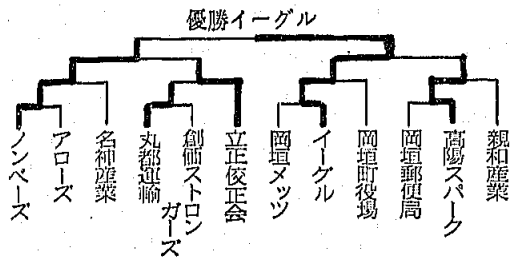 優勝イーグル
ノンベーズ
アローズ
名神産業
丸都運輸
創価ストロンガーズ
立正俊正会
岡垣メッツ
イーグル
岡垣町役場
岡垣郵便局
高陽スパーク
親和産業